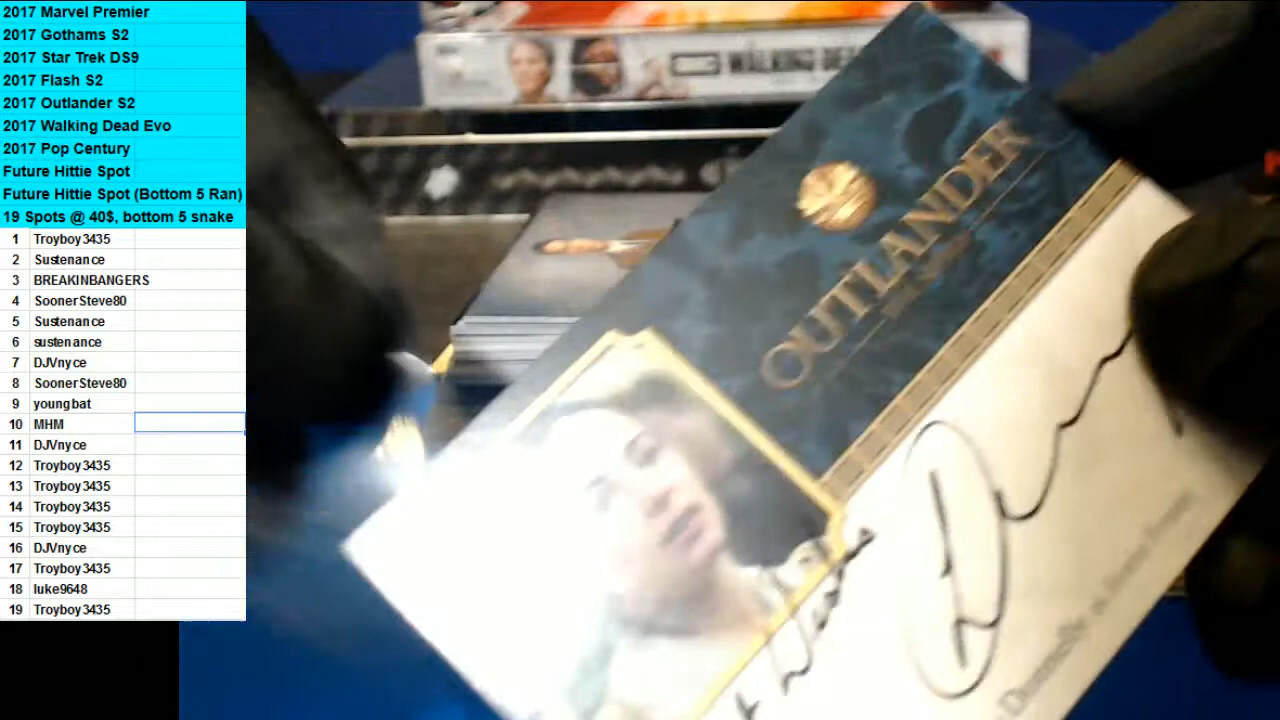 2017 Marvel Premier
2017 Gothams S2
2017 Star Trek DS9
2017 Flash S2
2017 Outlander S2
2017 Walking Dead Evo
2017 Pop Century
Future Hittie Spot
Future Hittie Spot (Bottom 5 Ran)
19 Spots @ 40$, bottom 5 snake
1 Troyboy3435
2 Sustenance
3 BREAKINBANGERS
4 SoonerSteve80
5 Sustenance
6 sustenance
7 DJVnyce
8 SoonerSteve80
9 youngbat
10 MHM
11 DJVnyce
12 Troyboy3435
13 Troyboy3435
14 Troyboy3435
15 Troyboy3435
16 DJVnyce
17 Troyboy3435
18 luke9648
19 Troyboy3435
WALKING DEAD
OUTLANDER